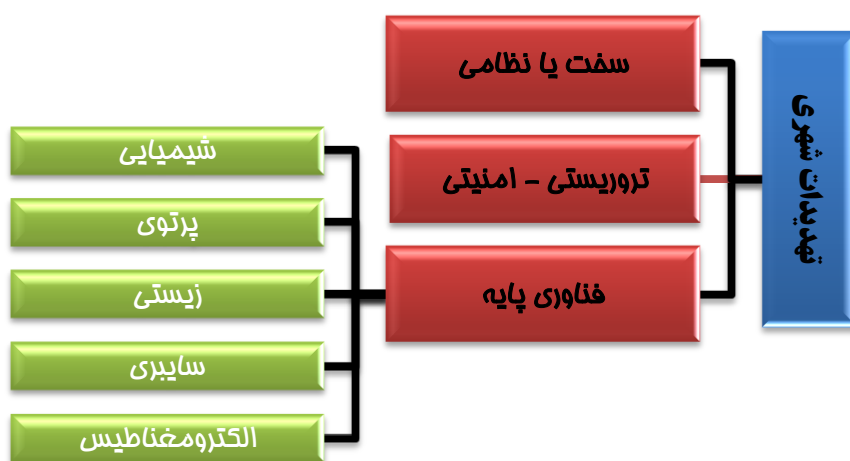 تهدیدات شهری
سخت یا نظامی
تروریستی - امنیتی
فناوری پایه
شیمیایی
پرتوی
زیستی
سایبری
الکترومغناطیس